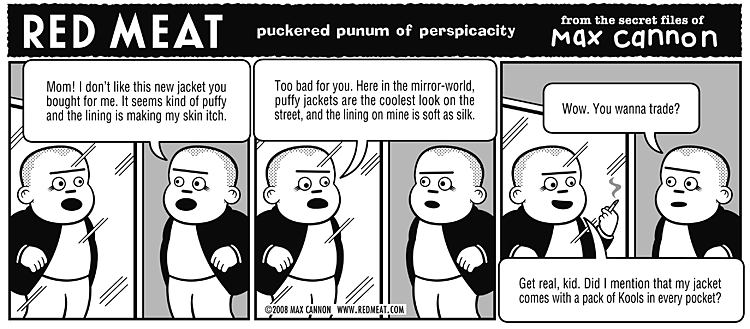 RED MEAT
puckered punum of perspicacity
from the secret files of
Max Cannon
Mom! I don't like this new jacket you
bought for me. It seems kind of puffy
and the lining is making my skin itch.
Too bad for you. Here in the mirror-world,
puffy jackets are the coolest look on the
street, and the lining on mine is soft as silk.
©2008 MAX CANNON WWW.REDMEAT.COM
Wow. You wanna trade?
Get real, kid. Did I mention that my jacket
comes with a pack of Kools in every pocket?